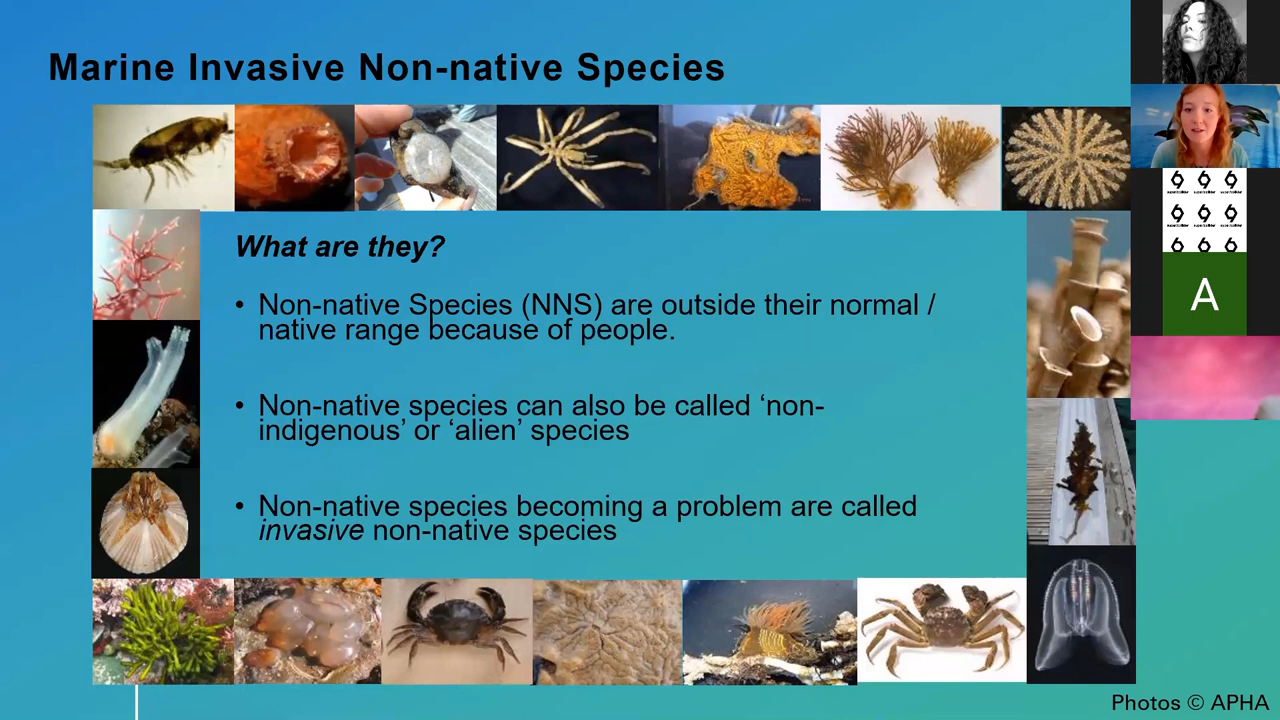 Marine Invasive Non-native Species
What are they?
• Non-native Species (NNS) are outside their normal /
native range because of people.
• Non-native species can also be called ‘non-
indigenous’ or ‘alien’ species
• Non-native species becoming a problem are called
invasive non-native species
A
Photos © APHA